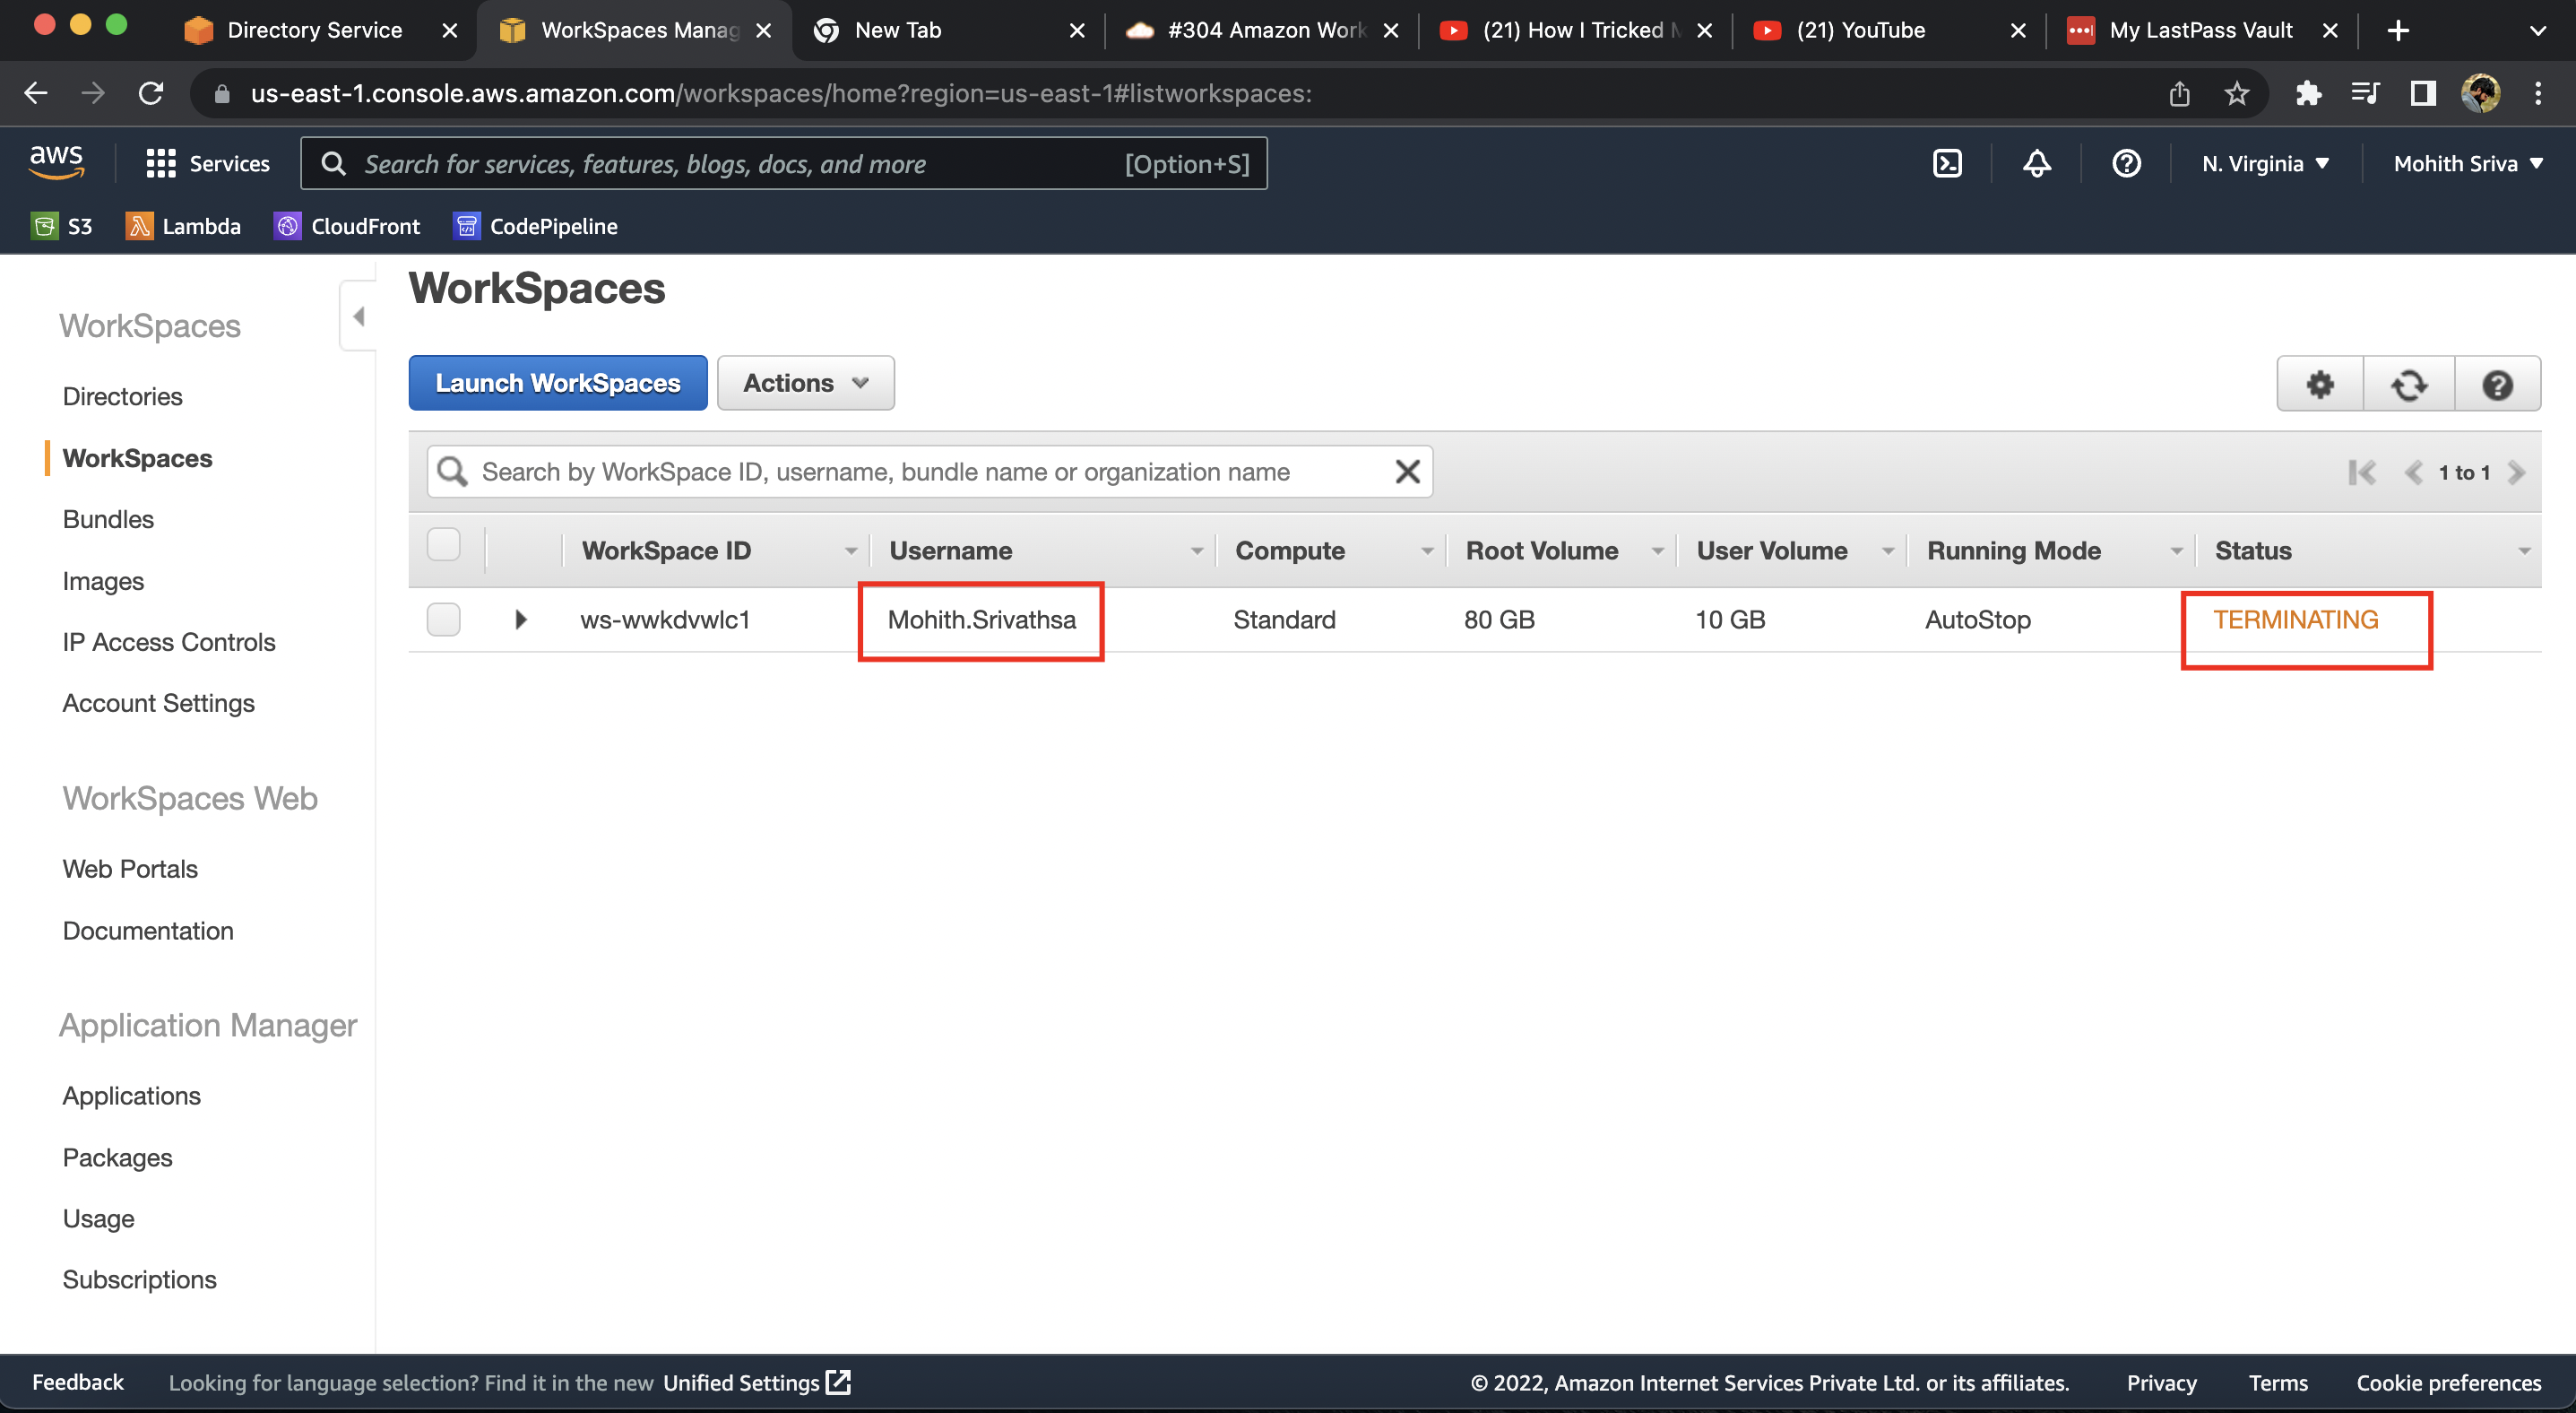 Directory Service
WorkSpaces Manag
New Tab
#304 Amazon Work
(21) How I Tricked M
(21) YouTube
My LastPass Vault
us-east-1.console.aws.amazon.com/workspaces/home?region=us-east-1#listworkspaces:
aws
Services
Search for services, features, blogs, docs, and more
[Option+S]
N. Virginia
Mohith Sriva
S3
Lambda
CloudFront
CodePipeline
WorkSpaces
Directories
WorkSpaces
Bundles
Images
IP Access Controls
Account Settings
WorkSpaces Web
Web Portals
Documentation
Application Manager
Applications
Packages
Usage
Subscriptions
WorkSpaces
Launch WorkSpaces
Actions
Search by WorkSpace ID, username, bundle name or organization name
1 to 1
WorkSpace ID Username Compute Root Volume User Volume Running Mode Status
ws-wwkdvwlc1 Mohith.Srivathsa Standard 80 GB 10 GB AutoStop TERMINATING
Feedback
Looking for language selection? Find it in the new Unified Settings
© 2022, Amazon Internet Services Private Ltd. or its affiliates.
Privacy
Terms
Cookie preferences